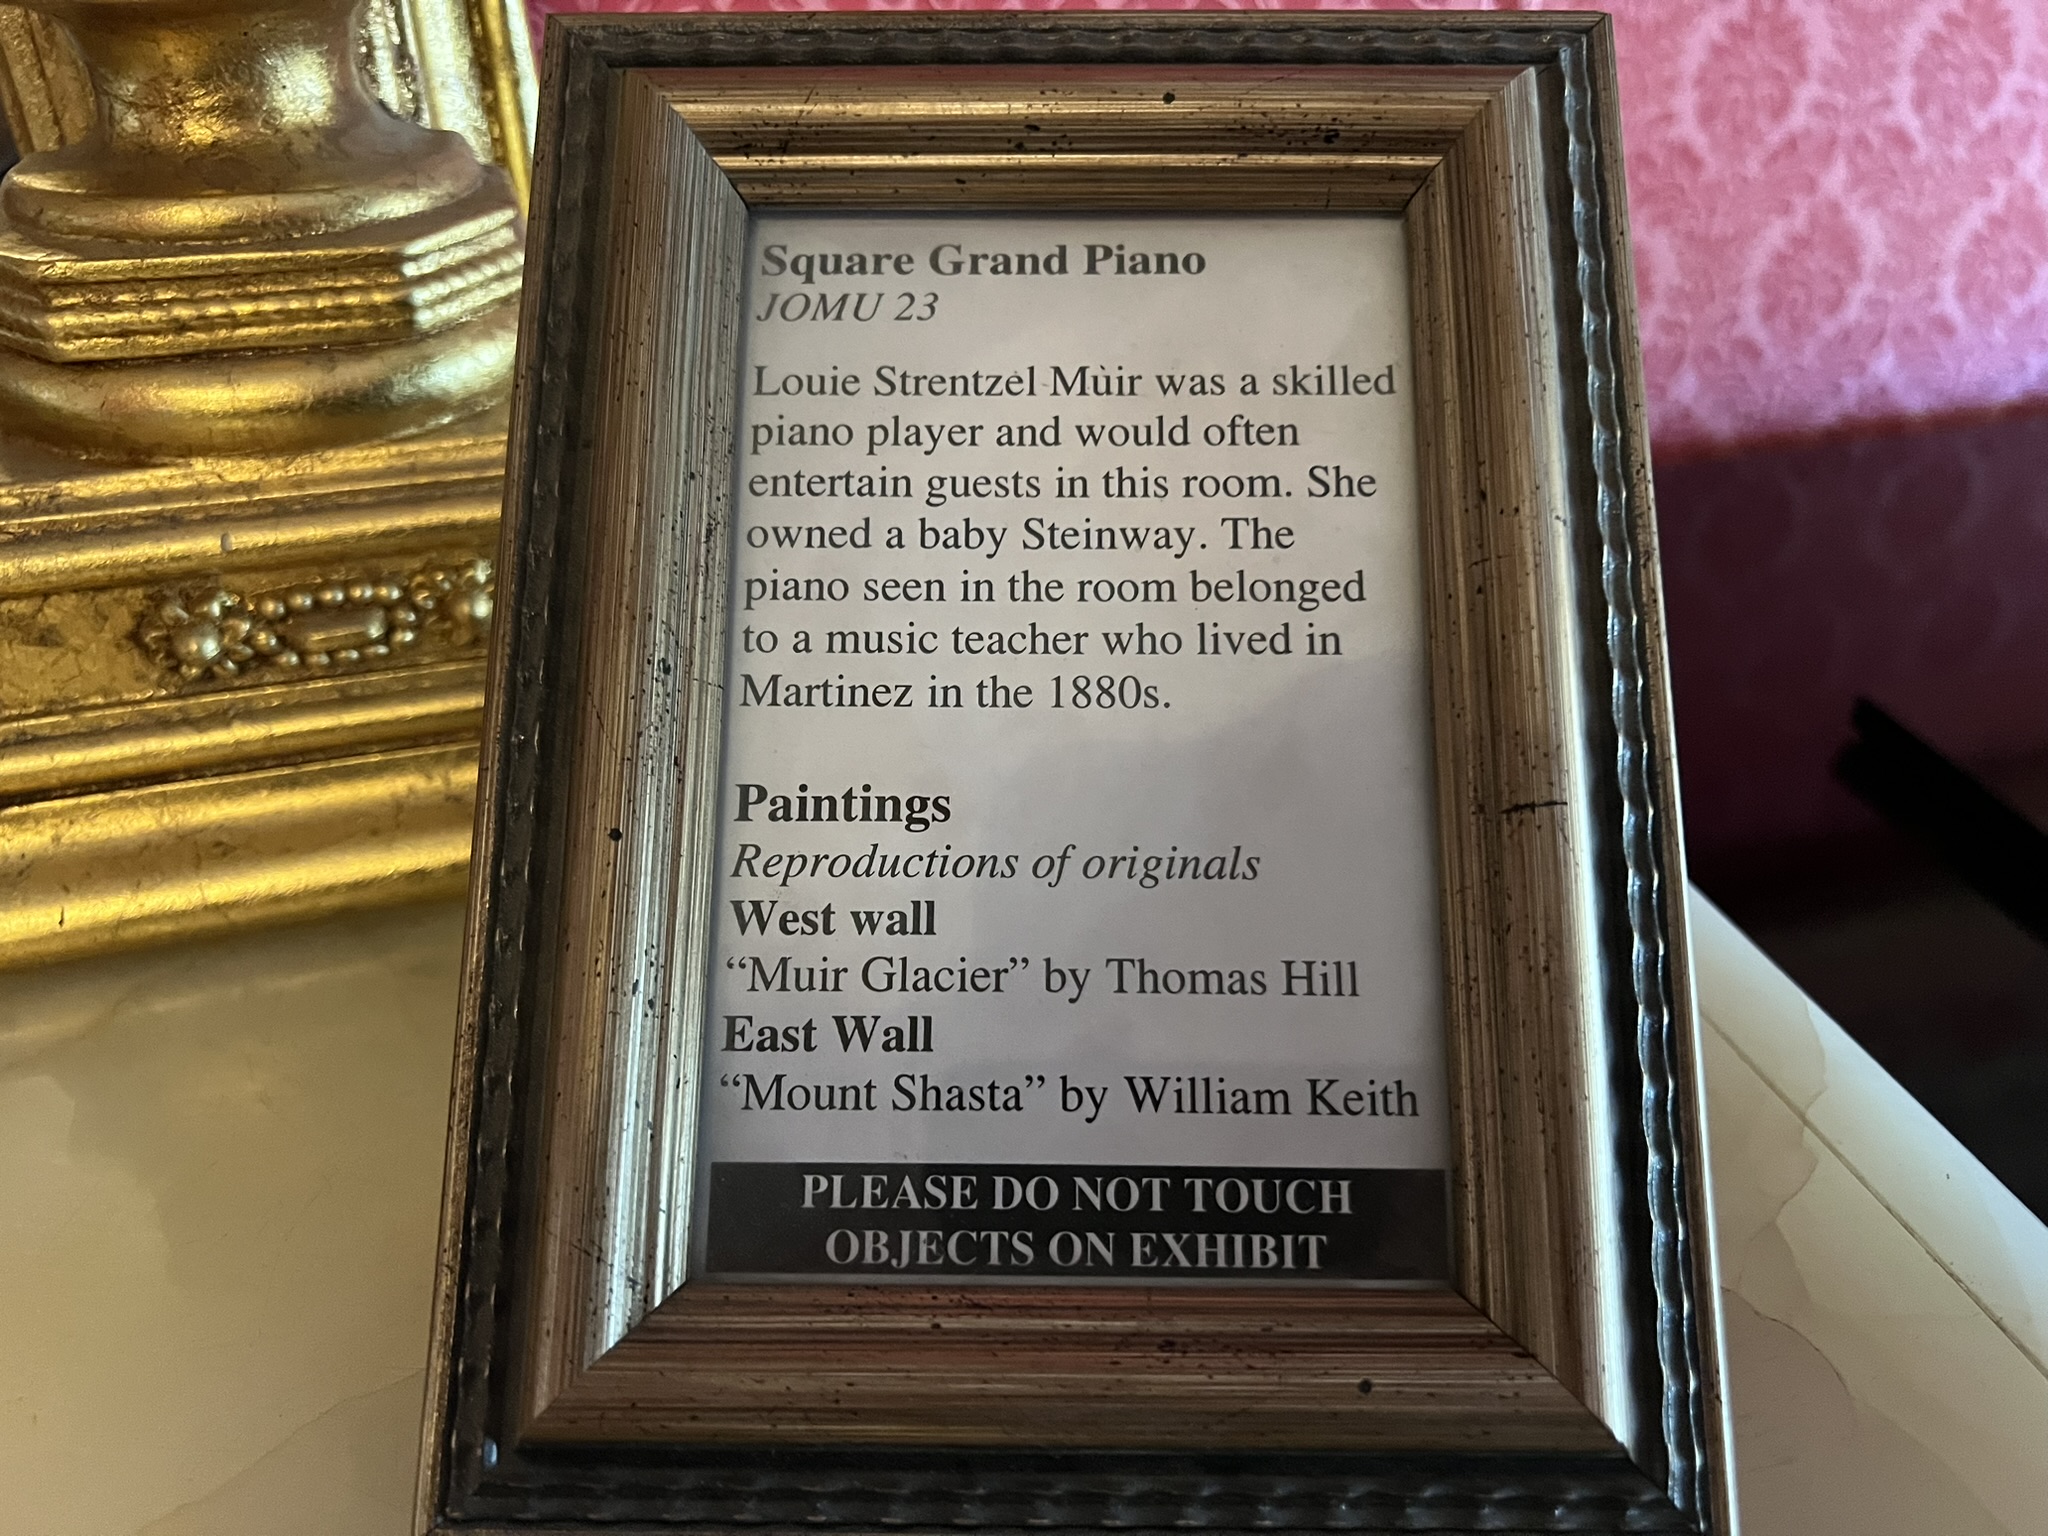 Square Grand Piano
JOMU 23
Louie Strentzel Muir was a skilled
piano player and would often
entertain guests in this room. She
owned a baby Steinway. The
piano seen in the room belonged
to a music teacher who lived in
Martinez in the 1880s.
Paintings
Reproductions of originals
West wall
“Muir Glacier” by Thomas Hill
East Wall
“Mount Shasta” by William Keith
PLEASE DO NOT TOUCH
OBJECTS ON EXHIBIT